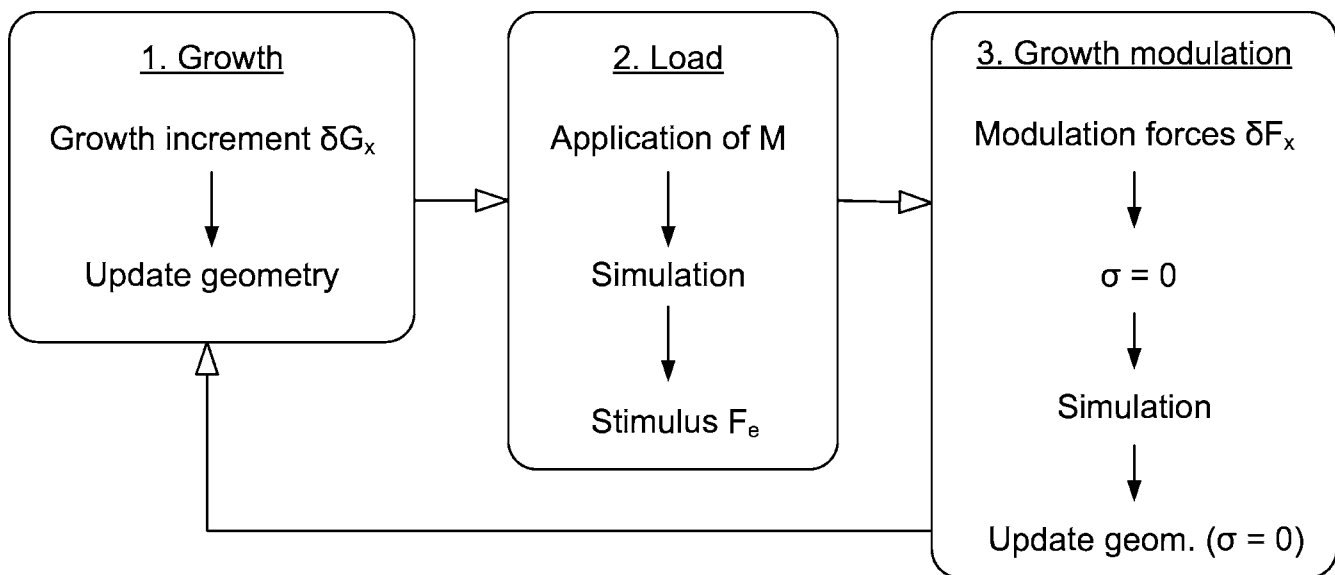 1. Growth
Growth increment δGₓ
Update geometry
2. Load
Application of M
Simulation
Stimulus Fₑ
3. Growth modulation
Modulation forces δFₓ
σ = 0
Simulation
Update geom. (σ = 0)